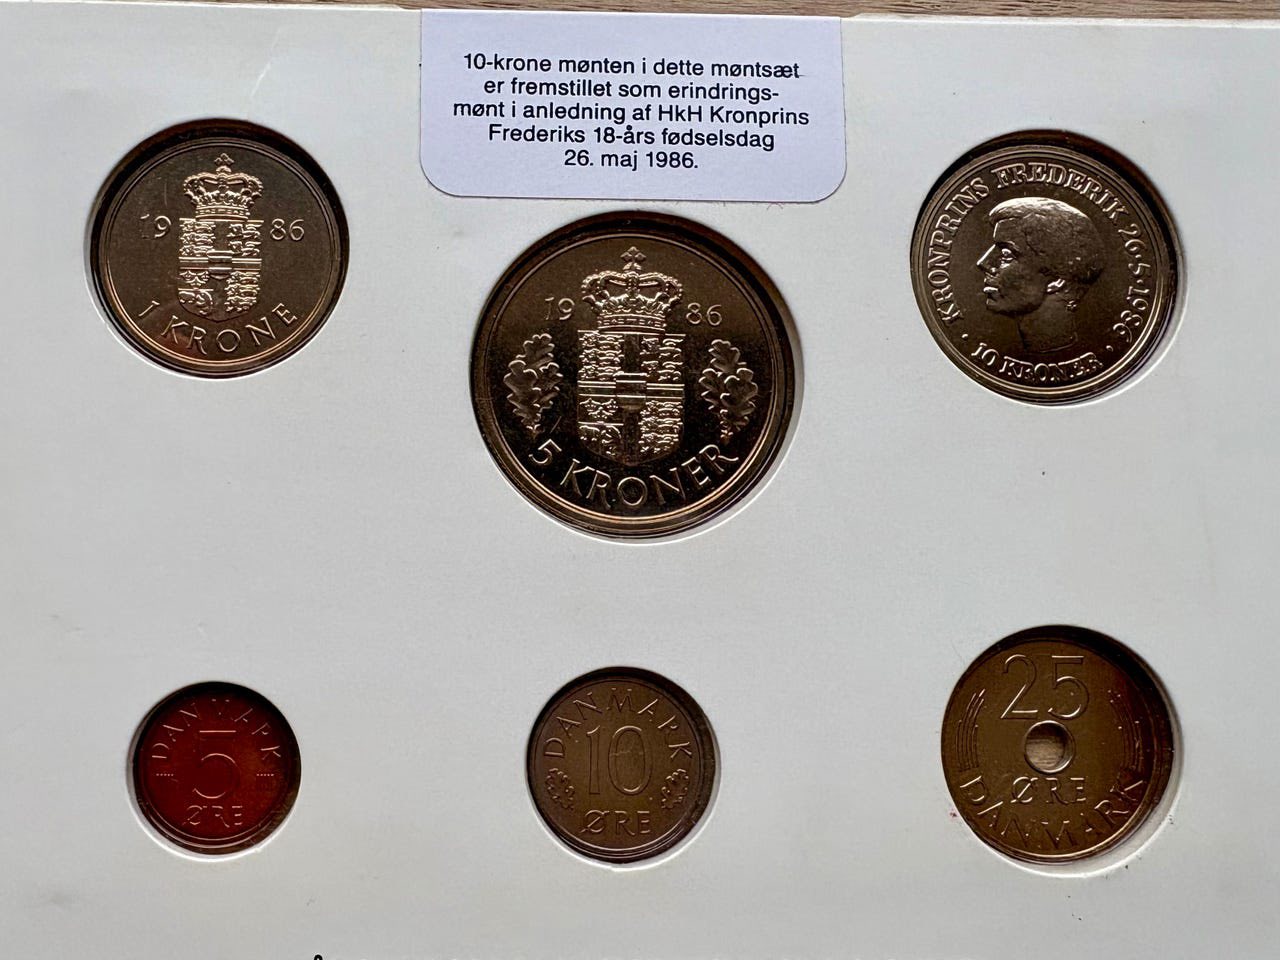 10-krone mønten i dette møntsæt
er fremstillet som erindrings-
mønt i anledning af HkH Kronprins
Frederiks 18-års fødselsdag
26. maj 1986.
19 86
1 KRONE
19 86
5 KRONER
KRONPRINS FREDERIK 26·5·1986
· 10 KRONER ·
DANMARK
5
ØRE
DANMARK
10
ØRE
25
ØRE
DANMARK